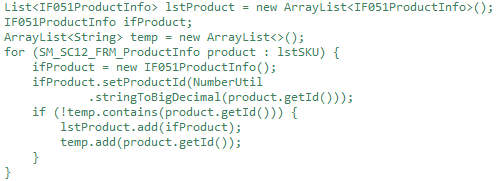 List<IF051ProductInfo> lstProduct = new ArrayList<IF051ProductInfo>();
IF051ProductInfo ifProduct;
ArrayList<String> temp = new ArrayList<>();
for (SM_SC12_FRM_ProductInfo product : lstSKU) {
    ifProduct = new IF051ProductInfo();
    ifProduct.setProductId(NumberUtil
            .stringToBigDecimal(product.getId()));
    if (!temp.contains(product.getId())) {
        lstProduct.add(ifProduct);
        temp.add(product.getId());
    }
}